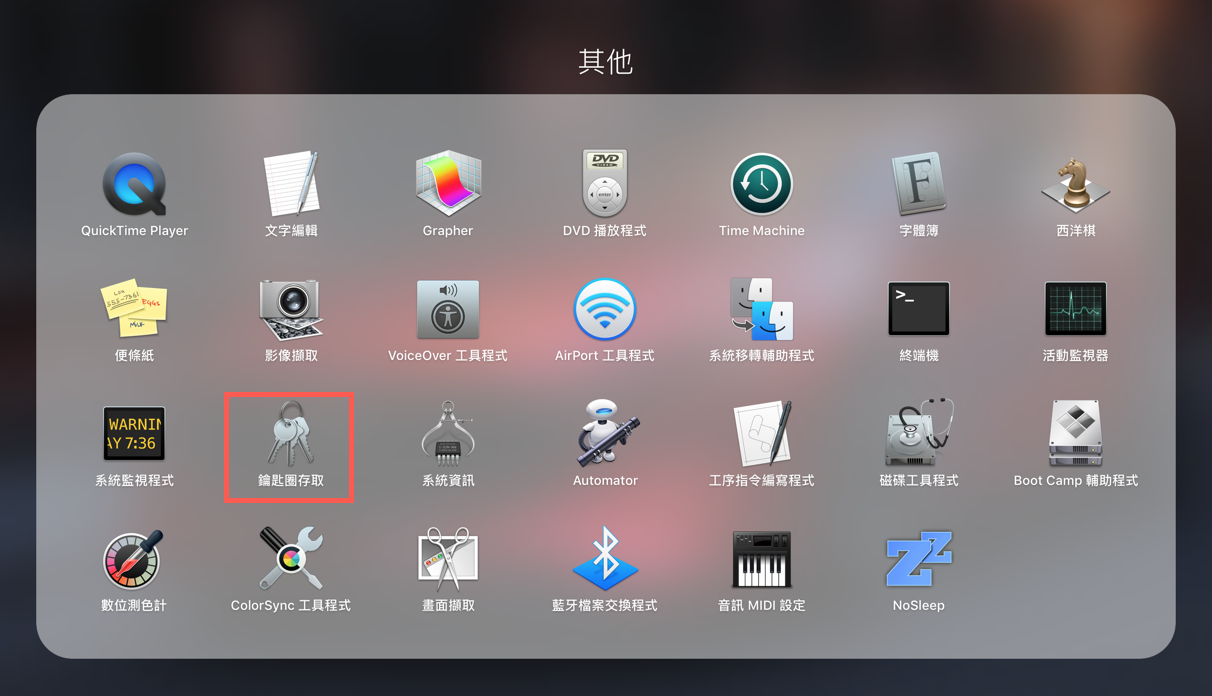 其他
DVD
VIDEO
enter
F
QuickTime Player
文字編輯
Grapher
DVD 播放程式
Time Machine
字體簿
西洋棋
EGGS
MILK
>_
便條紙
影像擷取
VoiceOver 工具程式
AirPort 工具程式
系統移轉輔助程式
終端機
活動監視器
WARNIN
AY 7:36
系統監視程式
鑰匙圈存取
系統資訊
Automator
工序指令編寫程式
磁碟工具程式
Boot Camp 輔助程式
數位測色計
ColorSync 工具程式
畫面擷取
藍牙檔案交換程式
音訊 MIDI 設定
NoSleep